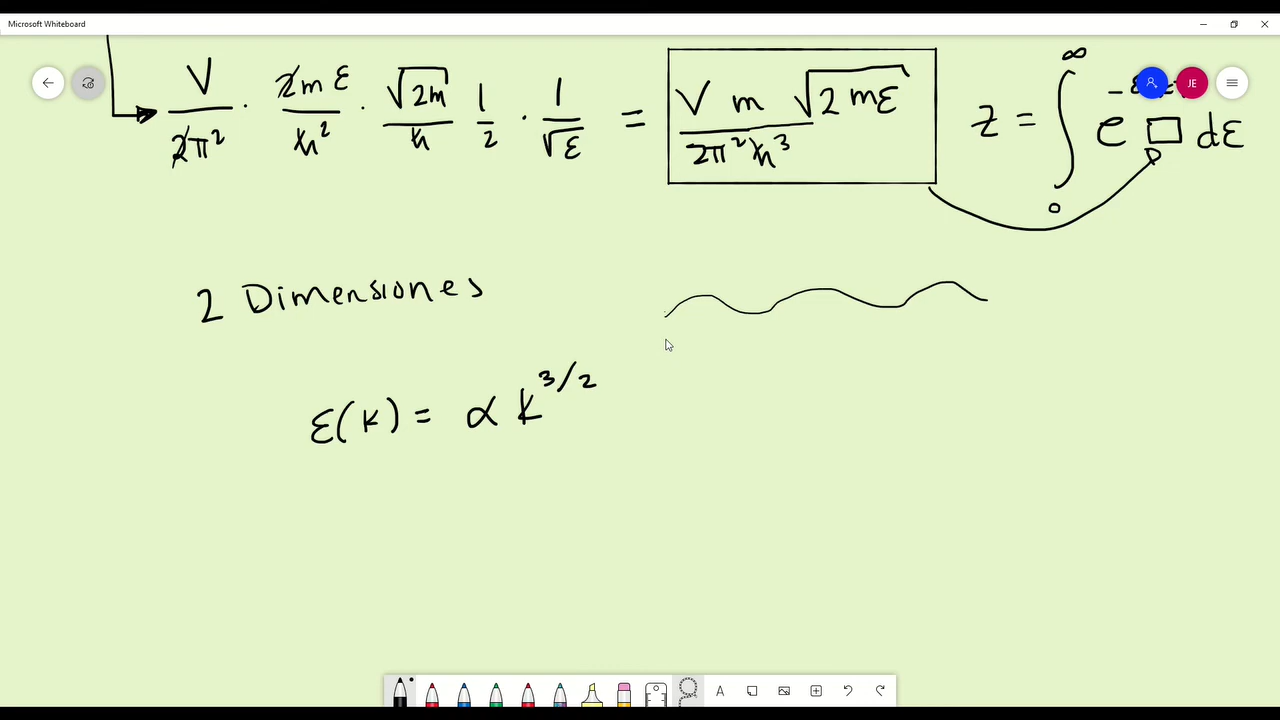 Microsoft Whiteboard
JE
V/2π² · 2mε/ħ² · √2m/ħ 1/2 · 1/√ε = V m √2mε / 2π²ħ³
z = ∫₀^∞ e □ dε
2 Dimensiones
ε(k) = α k^3/2
A